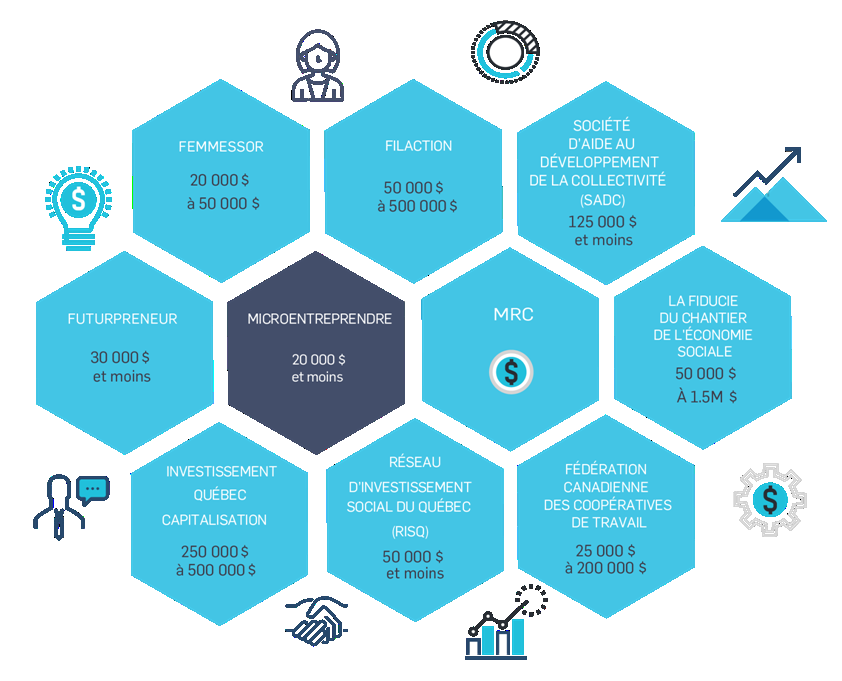 FEMMESSOR
20 000 $
à 50 000 $
FILACTION
50 000 $
à 500 000 $
SOCIÉTÉ
D'AIDE AU
DÉVELOPPEMENT
DE LA COLLECTIVITÉ
(SADC)
125 000 $
et moins
$
FUTURPRENEUR
30 000 $
et moins
MICROENTREPRENDRE
20 000 $
et moins
MRC
$
LA FIDUCIE
DU CHANTIER
DE L'ÉCONOMIE
SOCIALE
50 000 $
À 1.5M $
INVESTISSEMENT
QUÉBEC
CAPITALISATION
250 000 $
à 500 000 $
RÉSEAU
D'INVESTISSEMENT
SOCIAL DU QUÉBEC
(RISQ)
50 000 $
et moins
FÉDÉRATION
CANADIENNE
DES COOPÉRATIVES
DE TRAVAIL
25 000 $
à 200 000 $
$